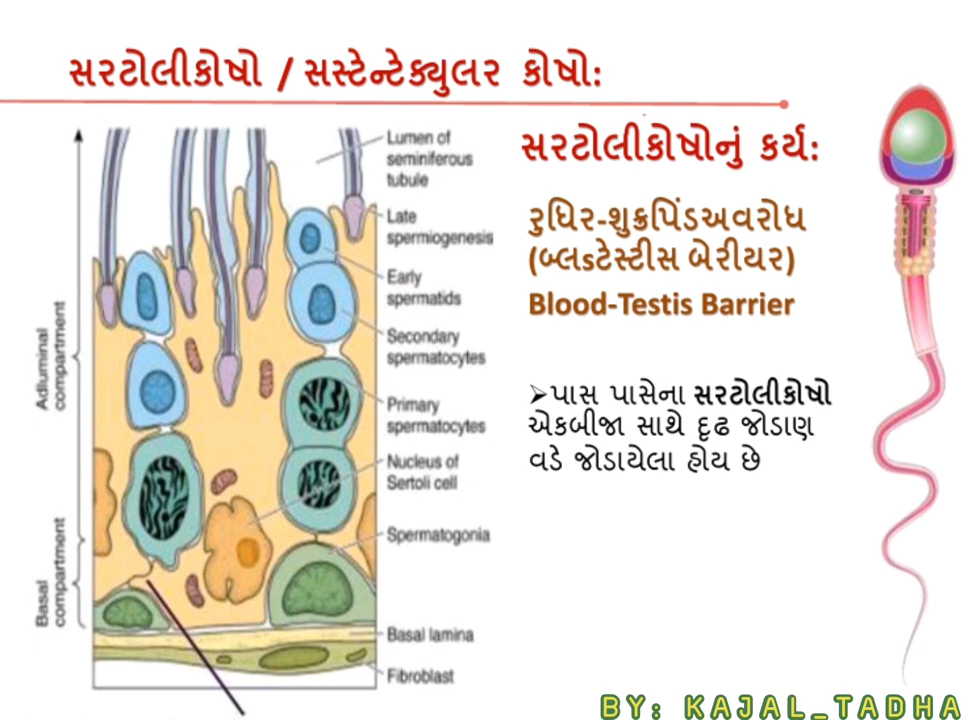 સરટોલીકોષો / સસ્ટેન્ટેક્યુલર કોષો:
સરટોલીકોષોનું કર્ય:
રુધિર-શુક્રપિંડઅવરોધ
(બ્લsટેસ્ટીસ બેરીયર)
Blood-Testis Barrier
➢પાસ પાસેના સરટોલીકોષો
એકબીજા સાથે દૃઢ જોડાણ
વડે જોડાયેલા હોય છે
Adluminal
compartment
Basal
compartment
Lumen of
seminiferous
tubule
Late
spermiogenesis
Early
spermatids
Secondary
spermatocytes
Primary
spermatocytes
Nucleus of
Sertoli cell
Spermatogonia
Basal lamina
Fibroblast
BY: KAJAL_TADHA